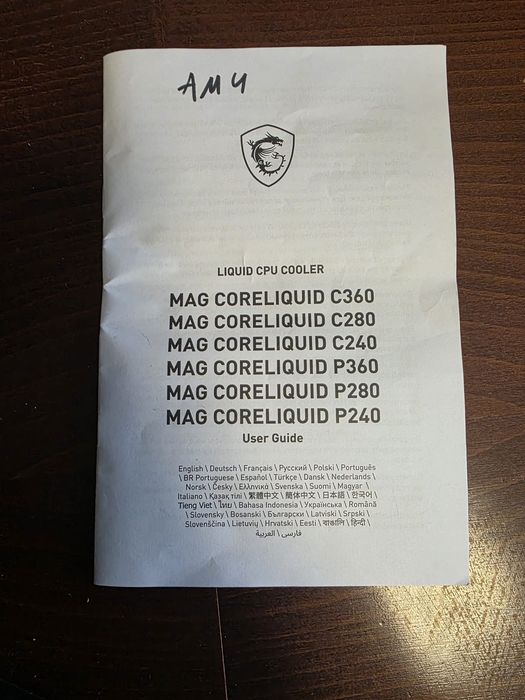 AM4
LIQUID CPU COOLER
MAG CORELIQUID C360
MAG CORELIQUID C280
MAG CORELIQUID C240
MAG CORELIQUID P360
MAG CORELIQUID P280
MAG CORELIQUID P240
User Guide
English \ Deutsch \ Français \ Русский \ Polski \ Português
\ BR Portuguese \ Español \ Türkçe \ Dansk \ Nederlands \
Norsk \ Česky \ Ελληνικά \ Svenska \ Suomi \ Magyar \
Italiano \ Қазақ тілі \ 繁體中文 \ 簡体中文 \ 日本語 \ 한국어 \
Tieng Viet \ ไทย \ Bahasa Indonesia \ Українська \ Română
\ Slovensky \ Bosanski \ Български \ Latviski \ Srpski \
Slovenščina \ Lietuvių \ Hrvatski \ Eesti \ বাঙালি \ हिन्दी \
فارسی \ العربية